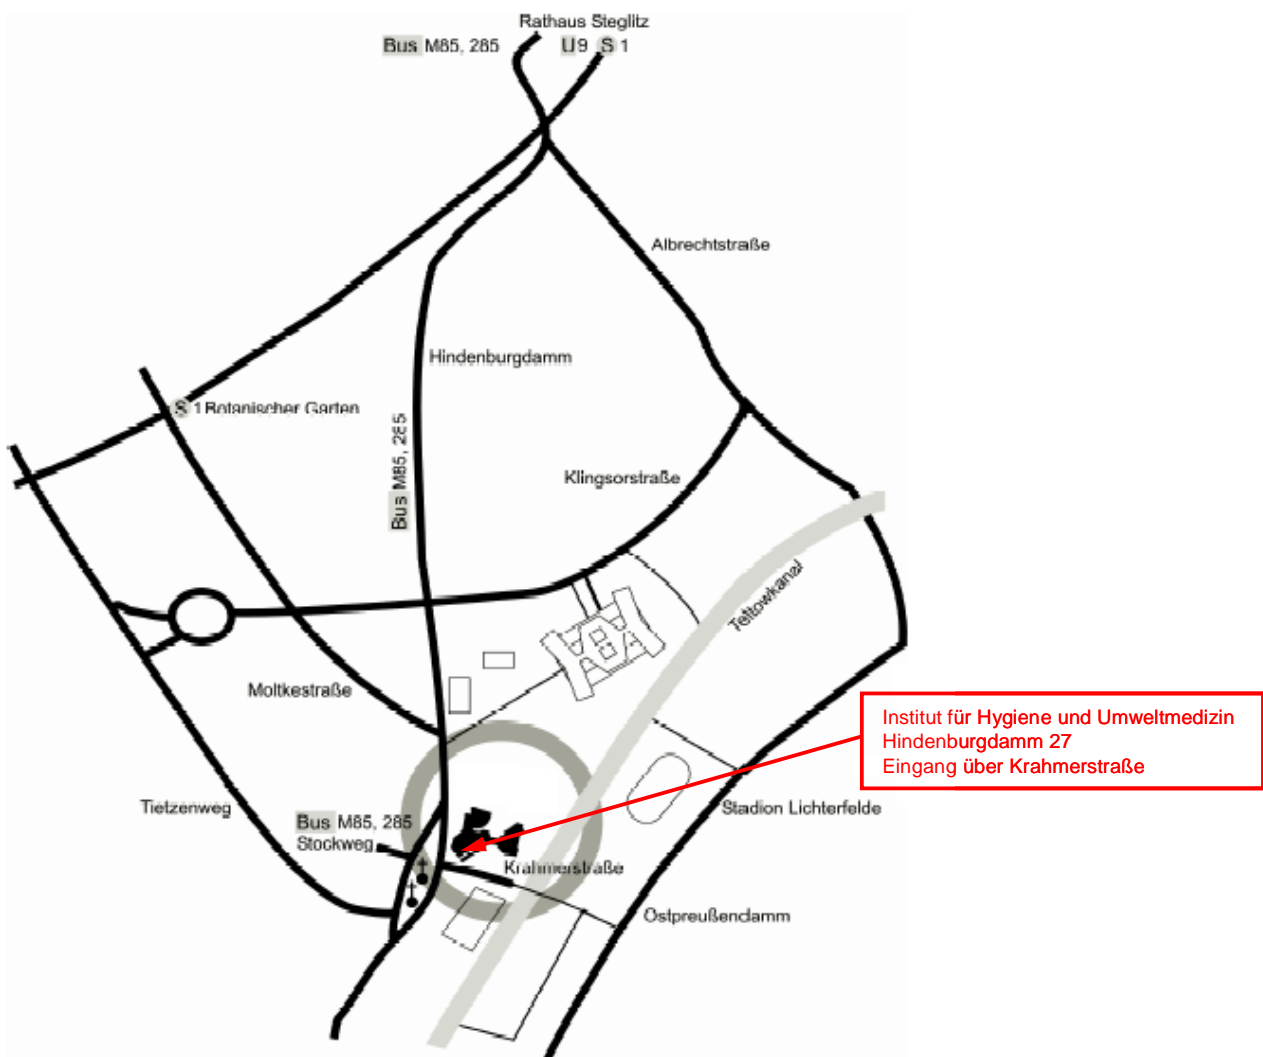 Rathaus Steglitz
Bus M85, 285 U9 S 1
Albrechtstraße
Hindenburgdamm
S 1 Botanischer Garten
Bus M85, 285
Klingsorstraße
Teltowkanal
Moltkestraße
Institut für Hygiene und Umweltmedizin
Hindenburgdamm 27
Eingang über Krahmerstraße
Tietzenweg
Stadion Lichterfelde
Bus M85, 285
Stockweg
Krahmerstraße
Ostpreußendamm